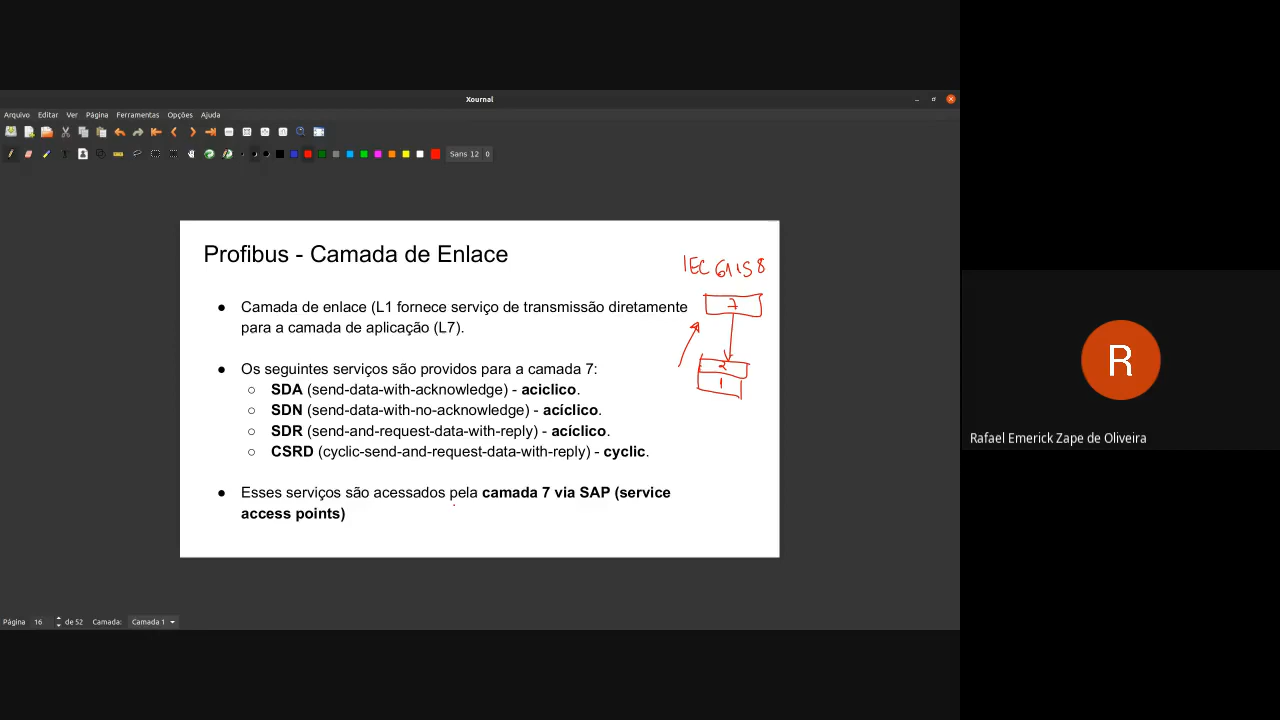 Xournal
Arquivo Editar Ver Página Ferramentas Opções Ajuda
Sans 12
Profibus - Camada de Enlace
IEC 61158
● Camada de enlace (L1 fornece serviço de transmissão diretamente
para a camada de aplicação (L7).
7
2
1
● Os seguintes serviços são providos para a camada 7:
○ SDA (send-data-with-acknowledge) - aciclico.
○ SDN (send-data-with-no-acknowledge) - acíclico.
○ SDR (send-and-request-data-with-reply) - acíclico.
○ CSRD (cyclic-send-and-request-data-with-reply) - cyclic.
● Esses serviços são acessados pela camada 7 via SAP (service
access points)
Página 16 de 52 Camada: Camada 1
R
Rafael Emerick Zape de Oliveira